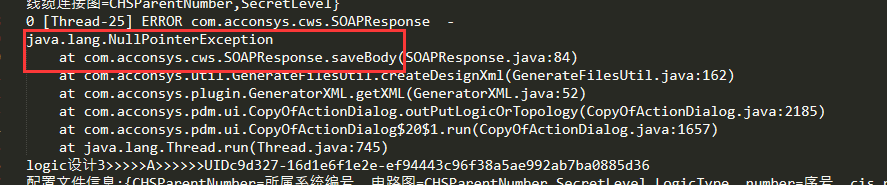 线缆连接图=CHSParentNumber,SecretLevel}
0 [Thread-25] ERROR com.acconsys.cws.SOAPResponse  -
java.lang.NullPointerException
    at com.acconsys.cws.SOAPResponse.saveBody(SOAPResponse.java:84)
    at com.acconsys.util.GenerateFilesUtil.createDesignXml(GenerateFilesUtil.java:162)
    at com.acconsys.plugin.GeneratorXML.getXML(GeneratorXML.java:52)
    at com.acconsys.pdm.ui.CopyOfActionDialog.outPutLogicOrTopology(CopyOfActionDialog.java:2185)
    at com.acconsys.pdm.ui.CopyOfActionDialog$20$1.run(CopyOfActionDialog.java:1657)
    at java.lang.Thread.run(Thread.java:745)
logic设计3>>>>>A>>>>>>UIDc9d327-16d1e6f1e2e-ef94443c96f38a5ae992ab7ba0885d36
配置文件信息:{CHSParentNumber=所属系统编号, 电路图=CHSParentNumber,SecretLevel,LogicType, number=序号, cis